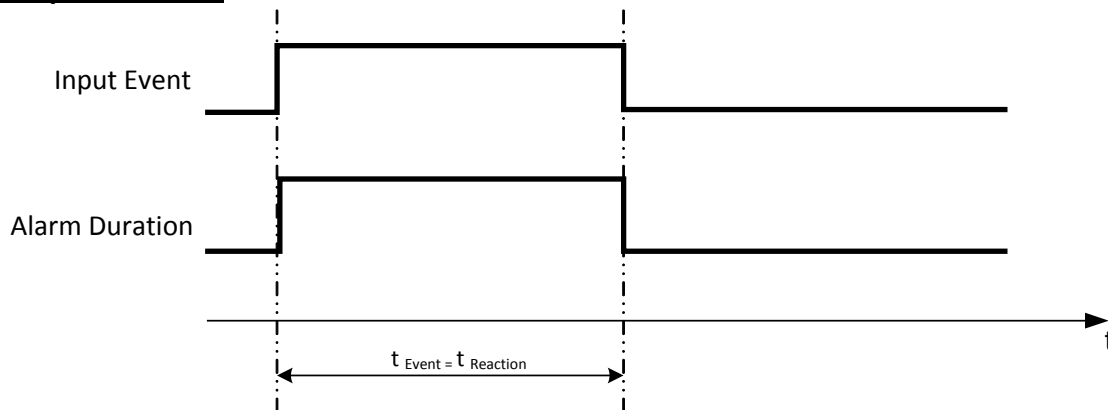 Input Event
Alarm Duration
t
t Event = t Reaction